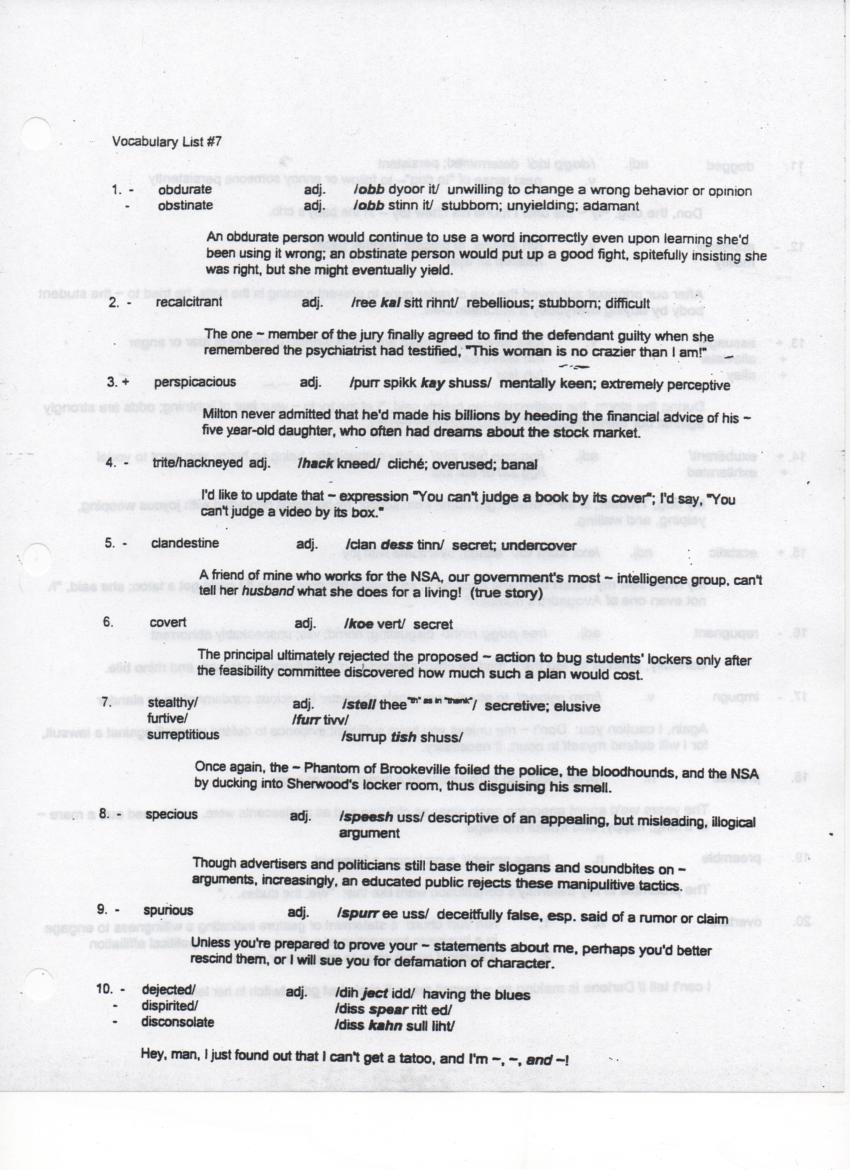 Vocabulary List #7
1. - obdurate adj. /obb dyoor it/ unwilling to change a wrong behavior or opinion
- obstinate adj. /obb stinn it/ stubborn; unyielding; adamant
An obdurate person would continue to use a word incorrectly even upon learning she'd
been using it wrong; an obstinate person would put up a good fight, spitefully insisting she
was right, but she might eventually yield.
2. - recalcitrant adj. /ree kal sitt rihnt/ rebellious; stubborn; difficult
The one ~ member of the jury finally agreed to find the defendant guilty when she
remembered the psychiatrist had testified, "This woman is no crazier than I am!"
3. + perspicacious adj. /purr spikk kay shuss/ mentally keen; extremely perceptive
Milton never admitted that he'd made his billions by heeding the financial advice of his ~
five year-old daughter, who often had dreams about the stock market.
4. - trite/hackneyed adj. /hack kneed/ cliché; overused; banal
I'd like to update that ~ expression "You can't judge a book by its cover"; I'd say, "You
can't judge a video by its box."
5. - clandestine adj. /clan dess tinn/ secret; undercover
A friend of mine who works for the NSA, our government's most ~ intelligence group, can't
tell her husband what she does for a living! (true story)
6. covert adj. /koe vert/ secret
The principal ultimately rejected the proposed ~ action to bug students' lockers only after
the feasibility committee discovered how much such a plan would cost.
7. stealthy/ adj. /stell thee "th" as in "thank"/ secretive; elusive
furtive/ /furr tivv/
surreptitious /surrup tish shuss/
Once again, the ~ Phantom of Brookeville foiled the police, the bloodhounds, and the NSA
by ducking into Sherwood's locker room, thus disguising his smell.
8. - specious adj. /speesh uss/ descriptive of an appealing, but misleading, illogical
argument
Though advertisers and politicians still base their slogans and soundbites on ~
arguments, increasingly, an educated public rejects these manipulitive tactics.
9. - spurious adj. /spurr ee uss/ deceitfully false, esp. said of a rumor or claim
Unless you're prepared to prove your ~ statements about me, perhaps you'd better
rescind them, or I will sue you for defamation of character.
10. - dejected/ adj. /dih ject idd/ having the blues
- dispirited/ /diss spear ritt ed/
- disconsolate /diss kahn sull liht/
Hey, man, I just found out that I can't get a tatoo, and I'm ~, ~, and ~!